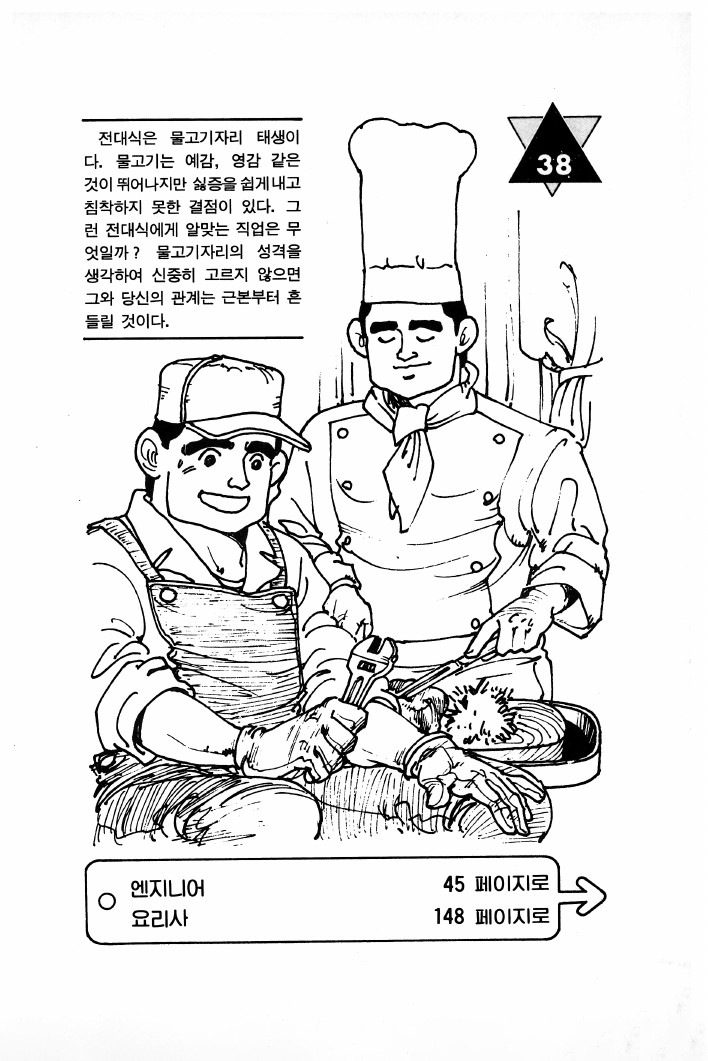 전대식은 물고기자리 태생이
다. 물고기는 예감, 영감 같은
것이 뛰어나지만 싫증을 쉽게 내고
침착하지 못한 결점이 있다. 그
런 전대식에게 알맞는 직업은 무
엇일까? 물고기자리의 성격을
생각하여 신중히 고르지 않으면
그와 당신의 관계는 근본부터 흔
들릴 것이다.
38
엔지니어 45 페이지로
요리사 148 페이지로